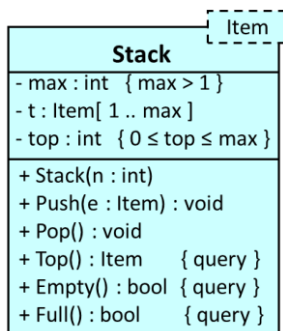 Item
Stack
- max : int { max > 1 }
- t : Item[ 1 .. max ]
- top : int { 0 ≤ top ≤ max }
+ Stack(n : int)
+ Push(e : Item) : void
+ Pop() : void
+ Top() : Item { query }
+ Empty() : bool { query }
+ Full() : bool { query }